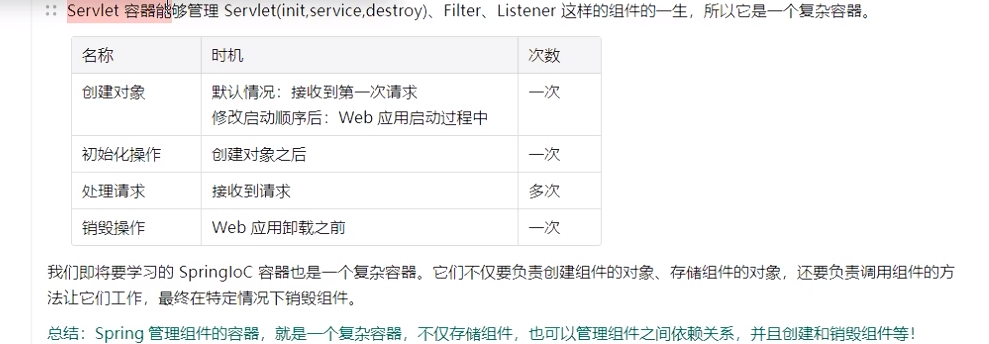 Servlet 容器能够管理 Servlet(init,service,destroy)、Filter、Listener 这样的组件的一生，所以它是一个复杂容器。
名称 时机 次数
创建对象 默认情况：接收到第一次请求 一次
修改启动顺序后：Web 应用启动过程中
初始化操作 创建对象之后 一次
处理请求 接收到请求 多次
销毁操作 Web 应用卸载之前 一次
我们即将要学习的 SpringIoC 容器也是一个复杂容器。它们不仅要负责创建组件的对象、存储组件的对象，还要负责调用组件的方
法让它们工作，最终在特定情况下销毁组件。
总结：Spring 管理组件的容器，就是一个复杂容器，不仅存储组件，也可以管理组件之间依赖关系，并且创建和销毁组件等！